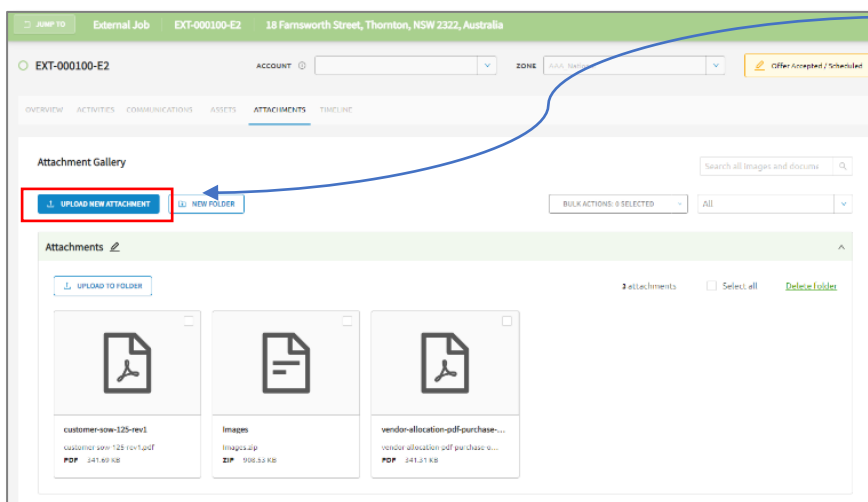 JUMP TO External Job EXT-000100-E2 18 Farnsworth Street, Thornton, NSW 2322, Australia
EXT-000100-E2 ACCOUNT ZONE AAA Offer Accepted / Scheduled
OVERVIEW ACTIVITIES COMMUNICATIONS ASSETS ATTACHMENTS TIMELINE
Attachment Gallery Search all images and docume
UPLOAD NEW ATTACHMENT NEW FOLDER BULK ACTIONS: 0 SELECTED All
Attachments
UPLOAD TO FOLDER 3 attachments Select all Delete folder
customer-sow-125-rev1 Images vendor-allocation-pdf-purchase-...
customer-sow-125-rev1.pdf Images.zip vendor-allocation-pdf-purchase-o...
PDF 341.69 KB ZIP 908.53 KB PDF 341.31 KB